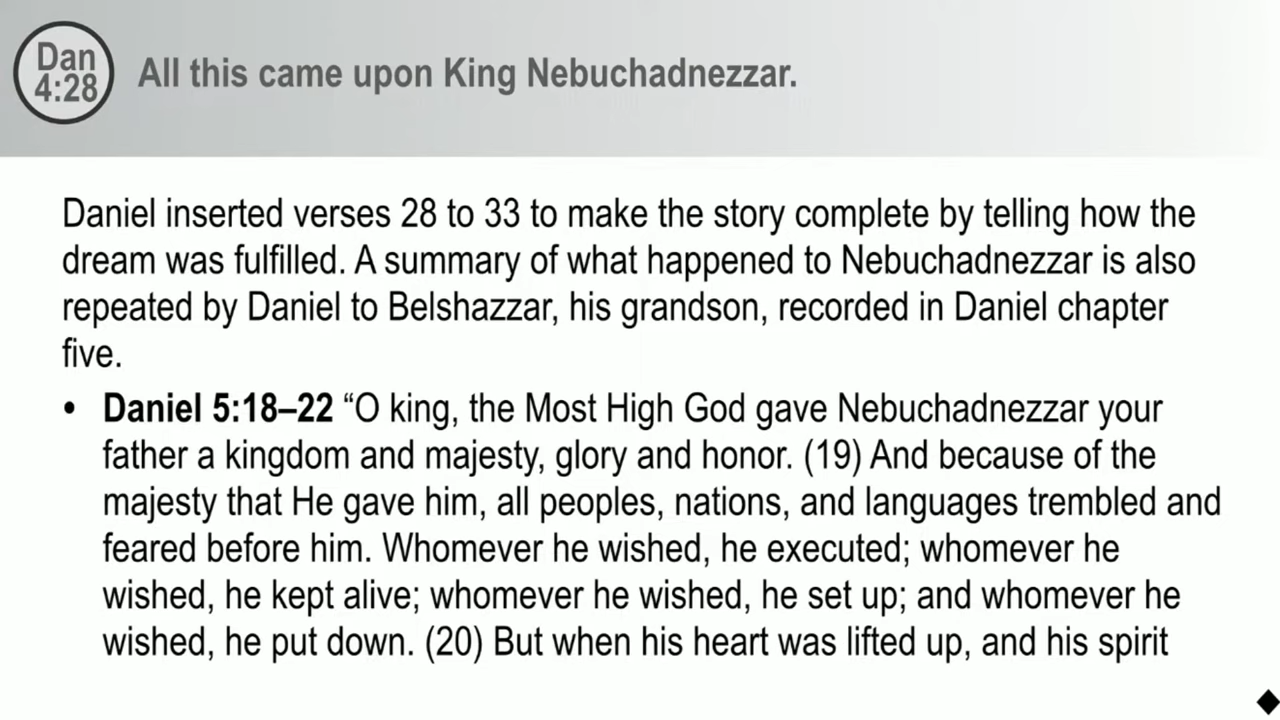 Dan
4:28
All this came upon King Nebuchadnezzar.
Daniel inserted verses 28 to 33 to make the story complete by telling how the
dream was fulfilled. A summary of what happened to Nebuchadnezzar is also
repeated by Daniel to Belshazzar, his grandson, recorded in Daniel chapter
five.
• Daniel 5:18–22 “O king, the Most High God gave Nebuchadnezzar your
father a kingdom and majesty, glory and honor. (19) And because of the
majesty that He gave him, all peoples, nations, and languages trembled and
feared before him. Whomever he wished, he executed; whomever he
wished, he kept alive; whomever he wished, he set up; and whomever he
wished, he put down. (20) But when his heart was lifted up, and his spirit